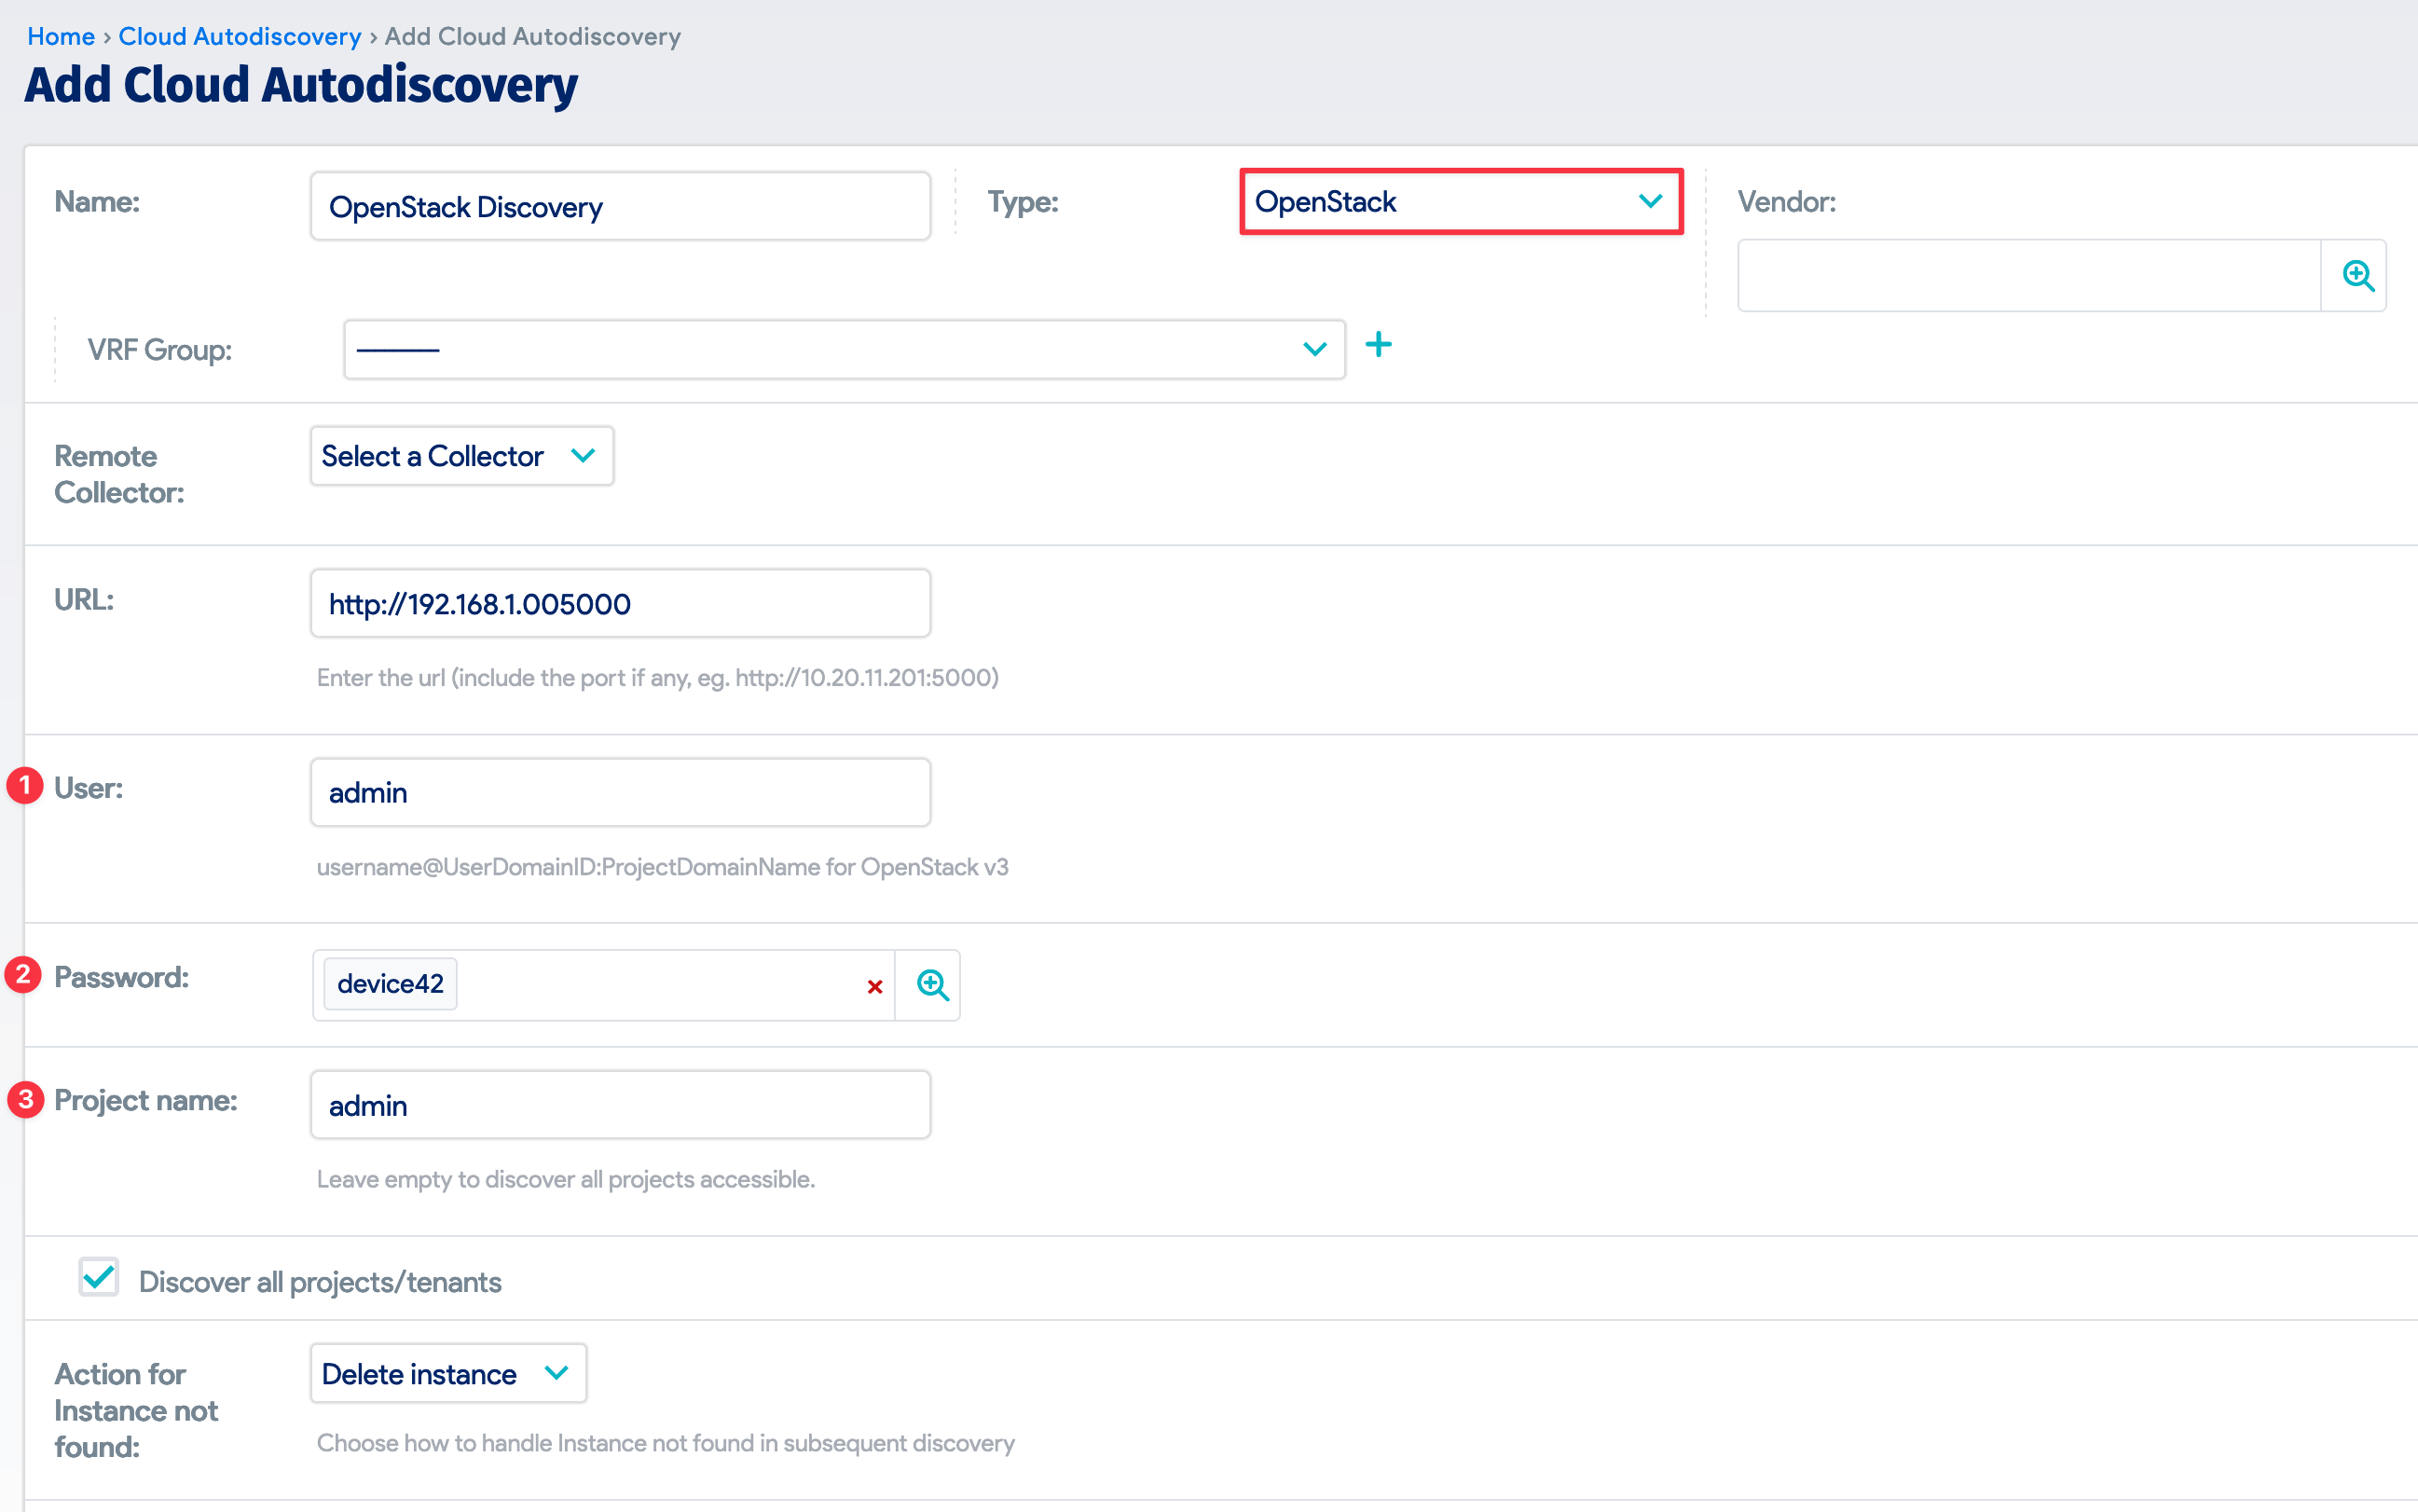 Home › Cloud Autodiscovery › Add Cloud Autodiscovery
Add Cloud Autodiscovery
Name:
OpenStack Discovery
Type:
OpenStack
Vendor:
VRF Group:
---------
Remote
Collector:
Select a Collector
URL:
http://192.168.1.005000
Enter the url (include the port if any, eg. http://10.20.11.201:5000)
1
User:
admin
username@UserDomainID:ProjectDomainName for OpenStack v3
2
Password:
device42
3
Project name:
admin
Leave empty to discover all projects accessible.
Discover all projects/tenants
Action for
Instance not
found:
Delete instance
Choose how to handle Instance not found in subsequent discovery